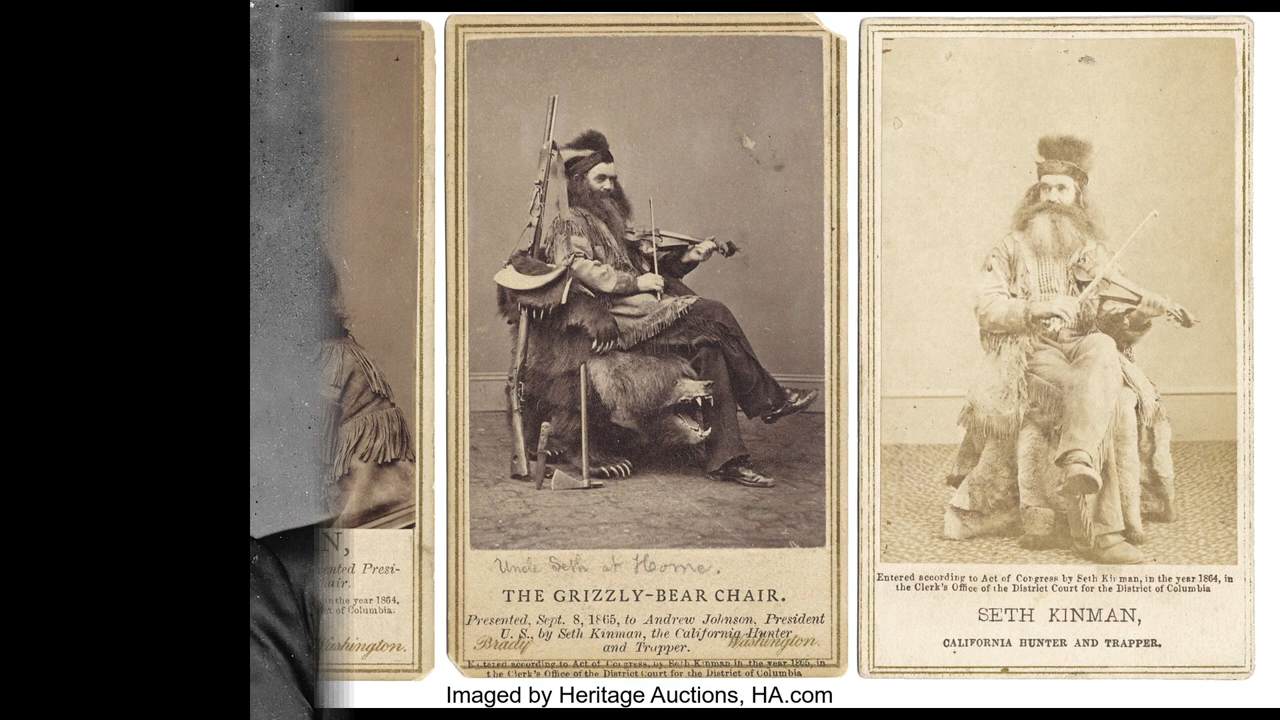 N,
ented Presi-
air.
in the year 1864,
ct of Columbia.
Washington.
Uncle Seth at Home.
THE GRIZZLY-BEAR CHAIR.
Presented, Sept. 8, 1865, to Andrew Johnson, President
U. S., by Seth Kinman, the California Hunter
and Trapper.
Brady Washington.
Entered according to Act of Congress, by Seth Kinman in the year 1865, in
the Clerk's Office of the District Court for the District of Columbia
Entered according to Act of Congress by Seth Kinman, in the year 1864, in
the Clerk's Office of the District Court for the District of Columbia
SETH KINMAN,
CALIFORNIA HUNTER AND TRAPPER.
Imaged by Heritage Auctions, HA.com